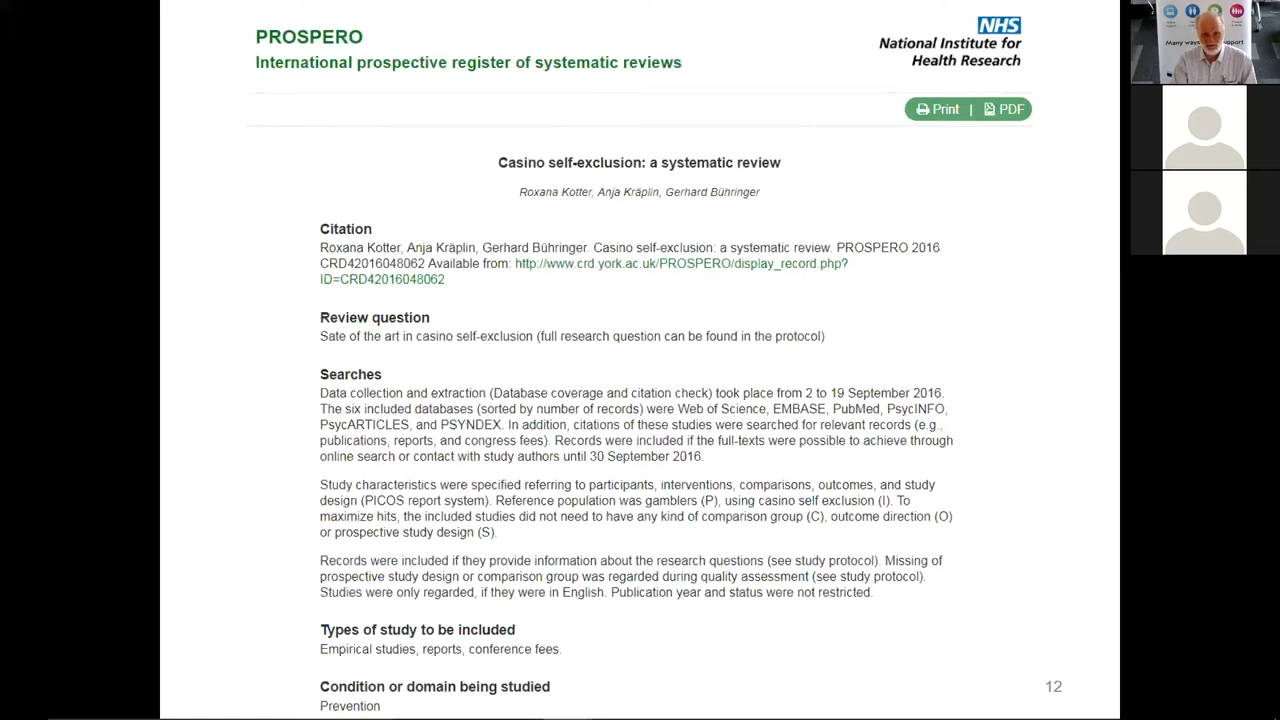 PROSPERO
International prospective register of systematic reviews
NHS
National Institute for
Health Research
Print | PDF
Casino self-exclusion: a systematic review
Roxana Kotter, Anja Kräplin, Gerhard Bühringer
Citation
Roxana Kotter, Anja Kräplin, Gerhard Bühringer. Casino self-exclusion: a systematic review. PROSPERO 2016
CRD42016048062 Available from: http://www.crd.york.ac.uk/PROSPERO/display_record.php?
ID=CRD42016048062
Review question
Sate of the art in casino self-exclusion (full research question can be found in the protocol)
Searches
Data collection and extraction (Database coverage and citation check) took place from 2 to 19 September 2016.
The six included databases (sorted by number of records) were Web of Science, EMBASE, PubMed, PsycINFO,
PsycARTICLES, and PSYNDEX. In addition, citations of these studies were searched for relevant records (e.g.,
publications, reports, and congress fees). Records were included if the full-texts were possible to achieve through
online search or contact with study authors until 30 September 2016.
Study characteristics were specified referring to participants, interventions, comparisons, outcomes, and study
design (PICOS report system). Reference population was gamblers (P), using casino self exclusion (I). To
maximize hits, the included studies did not need to have any kind of comparison group (C), outcome direction (O)
or prospective study design (S).
Records were included if they provide information about the research questions (see study protocol). Missing of
prospective study design or comparison group was regarded during quality assessment (see study protocol).
Studies were only regarded, if they were in English. Publication year and status were not restricted.
Types of study to be included
Empirical studies, reports, conference fees.
Condition or domain being studied
Prevention
12
Many